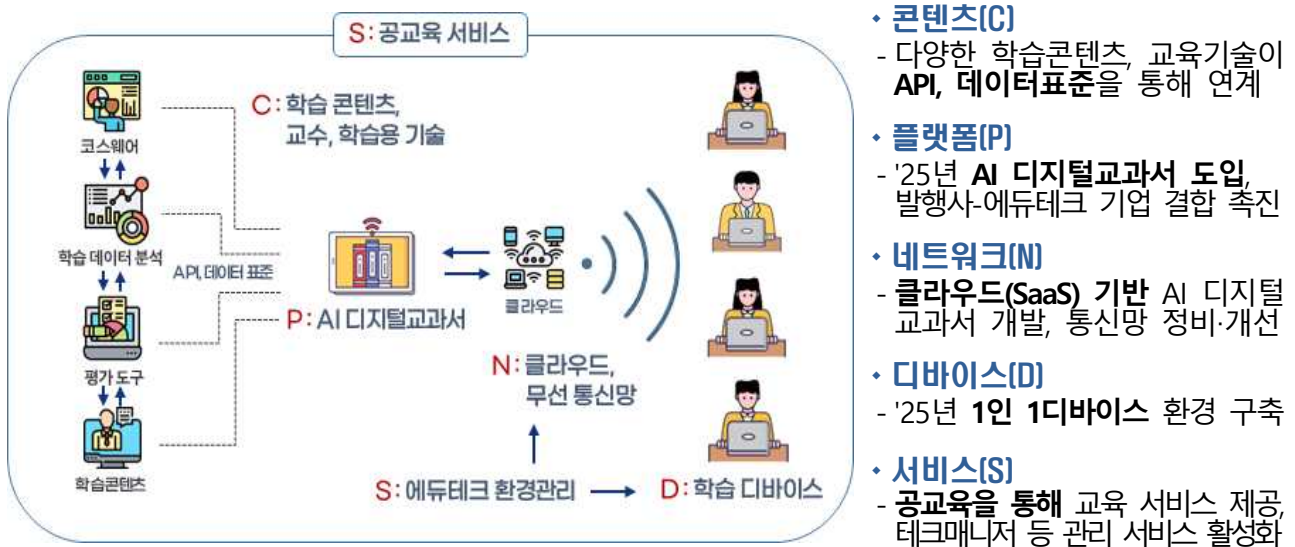 S: 공교육 서비스
코스웨어
학습 데이터 분석
평가 도구
학습콘텐츠
API, 데이터 표준
C: 학습 콘텐츠,
교수, 학습용 기술
P: AI 디지털교과서
클라우드
N: 클라우드,
무선 통신망
S: 에듀테크 환경관리
D: 학습 디바이스
콘텐츠(C)
- 다양한 학습콘텐츠, 교육기술이
API, 데이터표준을 통해 연계
플랫폼(P)
- '25년 AI 디지털교과서 도입,
발행사-에듀테크 기업 결합 촉진
네트워크(N)
- 클라우드(SaaS) 기반 AI 디지털
교과서 개발, 통신망 정비·개선
디바이스(D)
- '25년 1인 1디바이스 환경 구축
서비스(S)
- 공교육을 통해 교육 서비스 제공,
테크매니저 등 관리 서비스 활성화